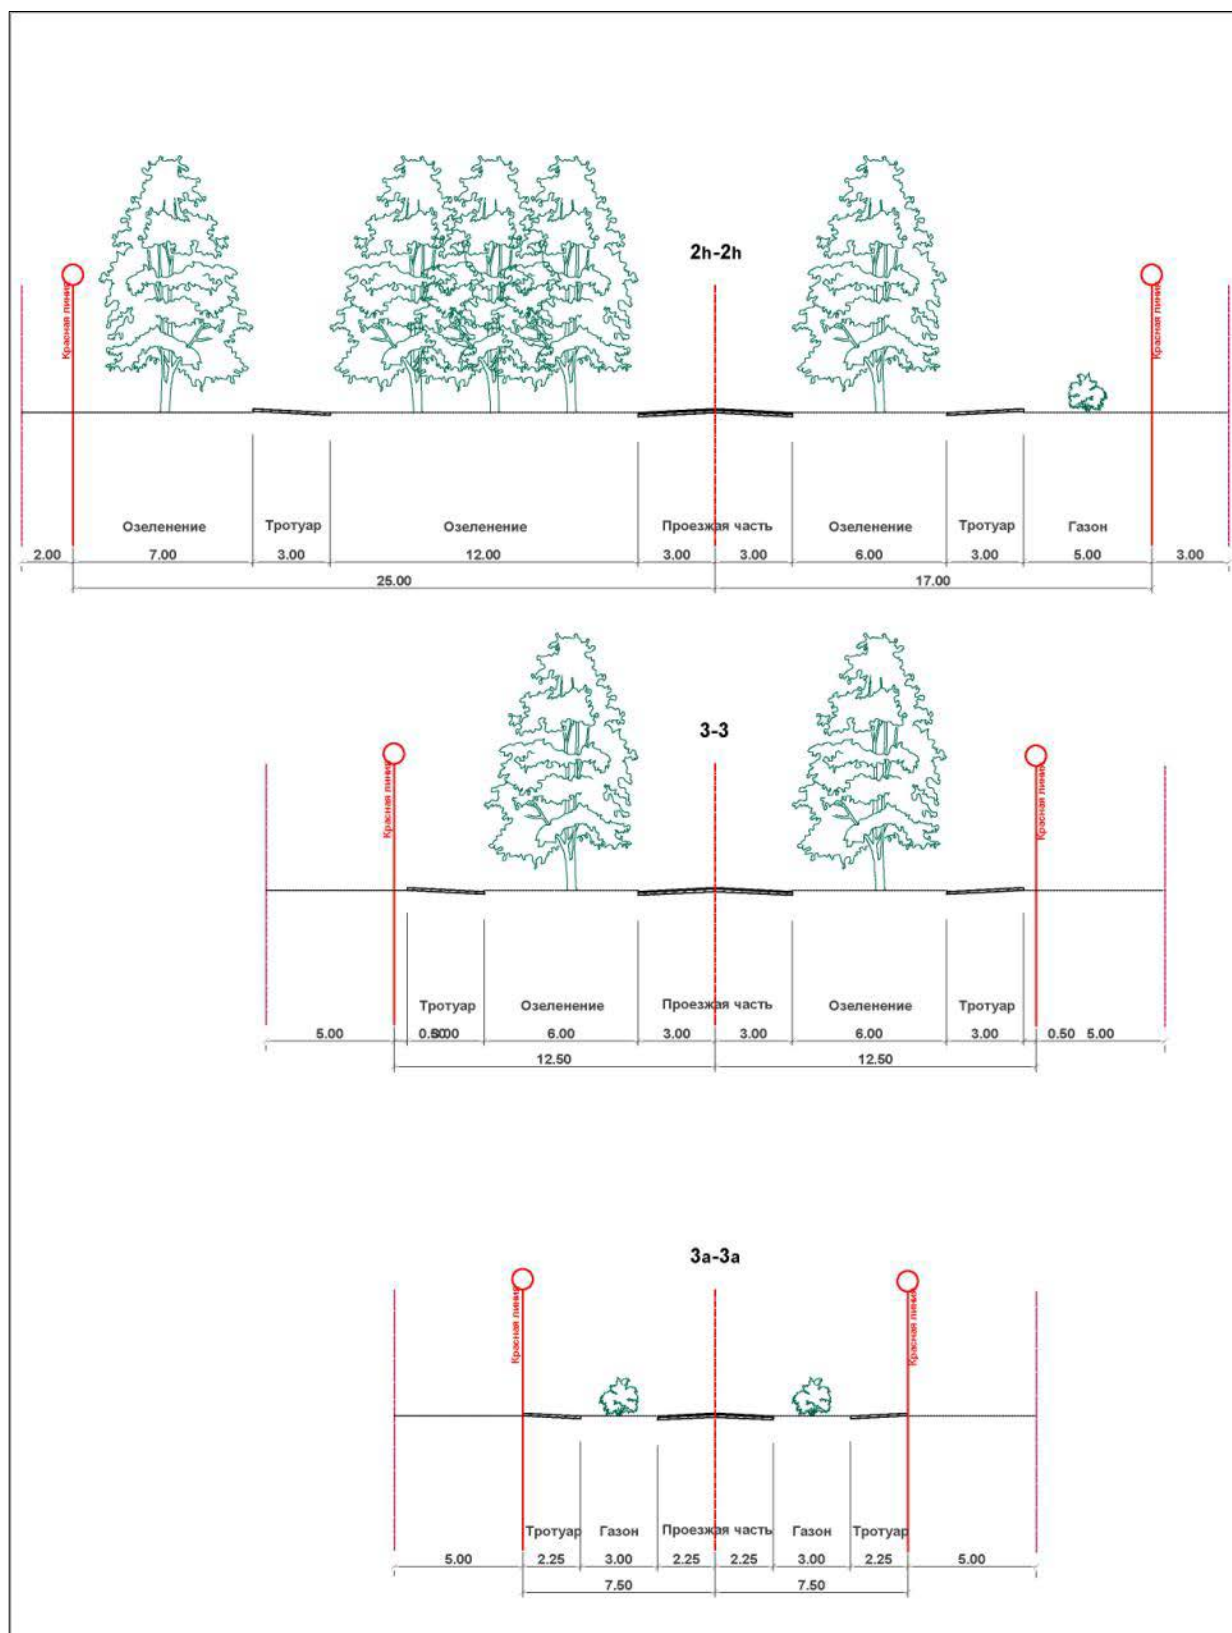 2h-2h
Красная линия
Красная линия
Озеленение Тротуар Озеленение Проезжая часть Озеленение Тротуар Газон
2.00 7.00 3.00 12.00 3.00 3.00 6.00 3.00 5.00 3.00
25.00 17.00
3-3
Красная линия
Красная линия
Тротуар Озеленение Проезжая часть Озеленение Тротуар
5.00 0.50 3.00 6.00 3.00 3.00 6.00 3.00 0.50 5.00
12.50 12.50
3а-3а
Красная линия
Красная линия
Тротуар Газон Проезжая часть Газон Тротуар
5.00 2.25 3.00 2.25 2.25 3.00 2.25 5.00
7.50 7.50